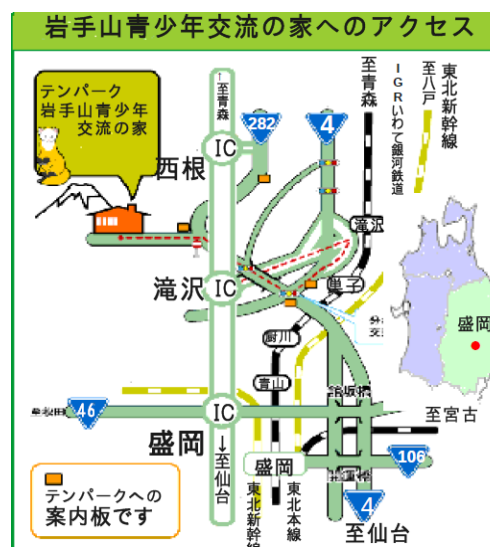 岩手山青少年交流の家へのアクセス
テンパーク
岩手山青少年
交流の家
↑至青森
282
4
至青森
IGRいわて銀河鉄道
至八戸
東北新幹線
IC
西根
滝沢
滝沢
IC
巣子
厨川
盛岡
青山
46
IC
至宮古
盛岡
↓至仙台
盛岡
106
テンパークへの
案内板です
東北新幹線
東北本線
4
至仙台